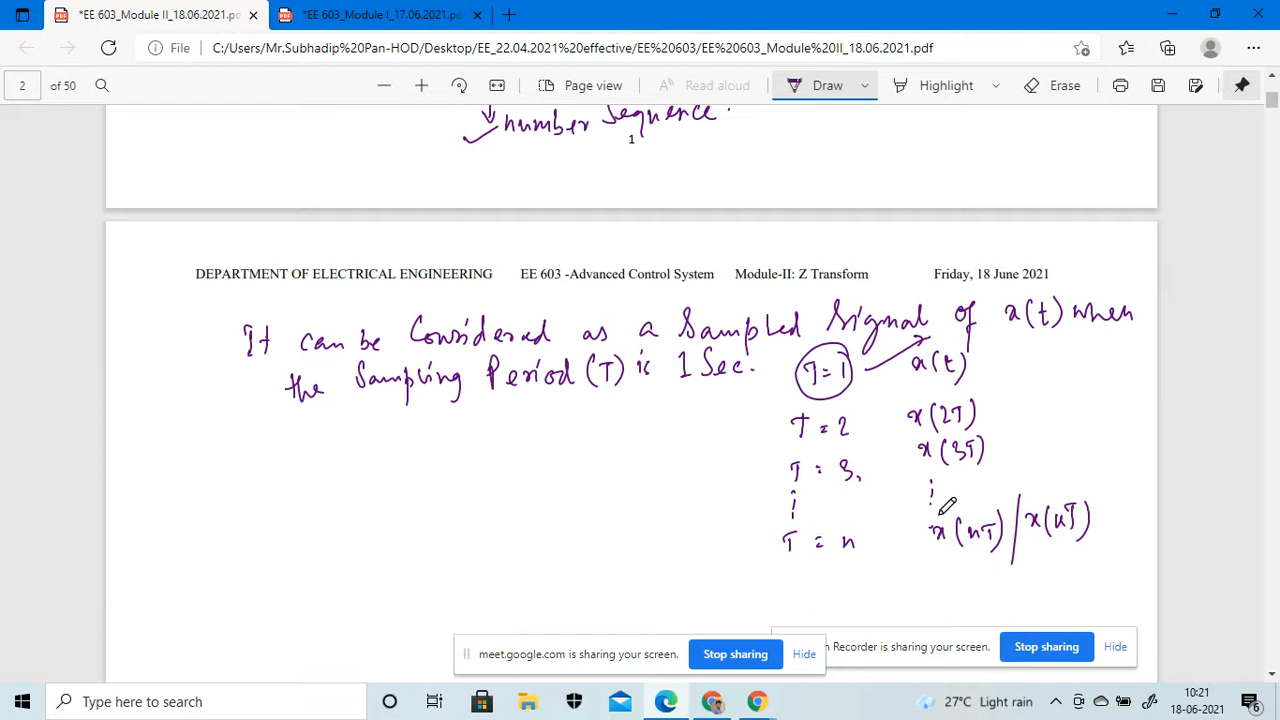 *EE 603_Module II_18.06.2021.pd
*EE 603_Module I_17.06.2021.pdf
File
C:/Users/Mr.Subhadip%20Pan-HOD/Desktop/EE_22.04.2021%20effective/EE%20603/EE%20603_Module%20II_18.06.2021.pdf
2 of 50
Page view
Read aloud
Draw
Highlight
Erase
number Sequence.
1
DEPARTMENT OF ELECTRICAL ENGINEERING EE 603 -Advanced Control System Module-II: Z Transform Friday, 18 June 2021
It can be Considered as a Sampled Signal of x(t) when
the Sampling Period (T) is 1 Sec. T=1 x(t)
T = 2 x(2T)
T = 3, x(3T)
T = n x(nT) / x(kT)
meet.google.com is sharing your screen. Stop sharing Hide
n Recorder is sharing your screen. Stop sharing Hide
Type here to search
27°C Light rain
10:21
18-06-2021
6